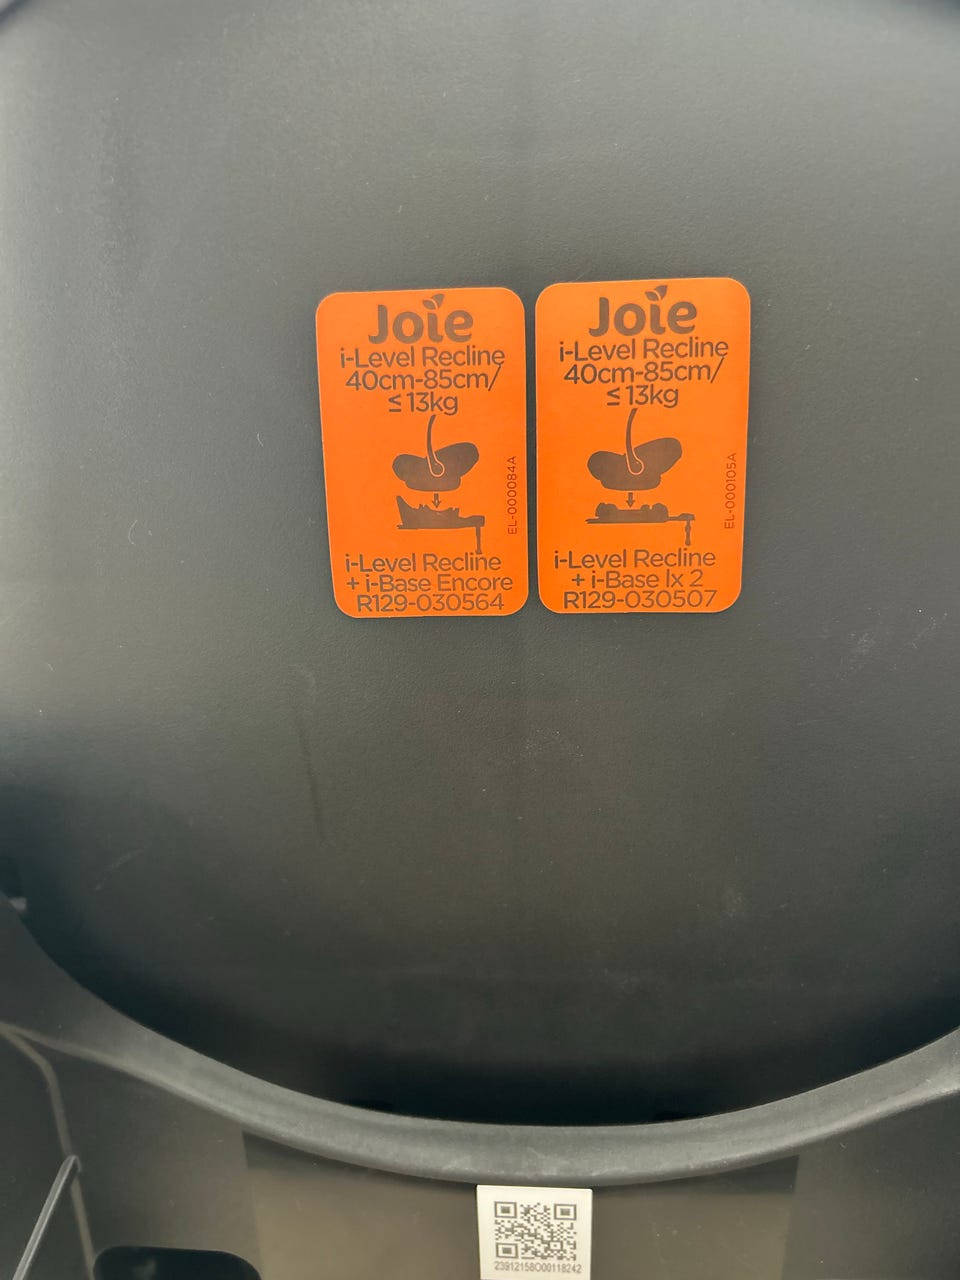 Joie
i-Level Recline
40cm-85cm/
≤ 13kg
EL-000084A
i-Level Recline
+ i-Base Encore
R129-030564
Joie
i-Level Recline
40cm-85cm/
≤ 13kg
EL-000105A
i-Level Recline
+ i-Base lx 2
R129-030507
23912158O00118242